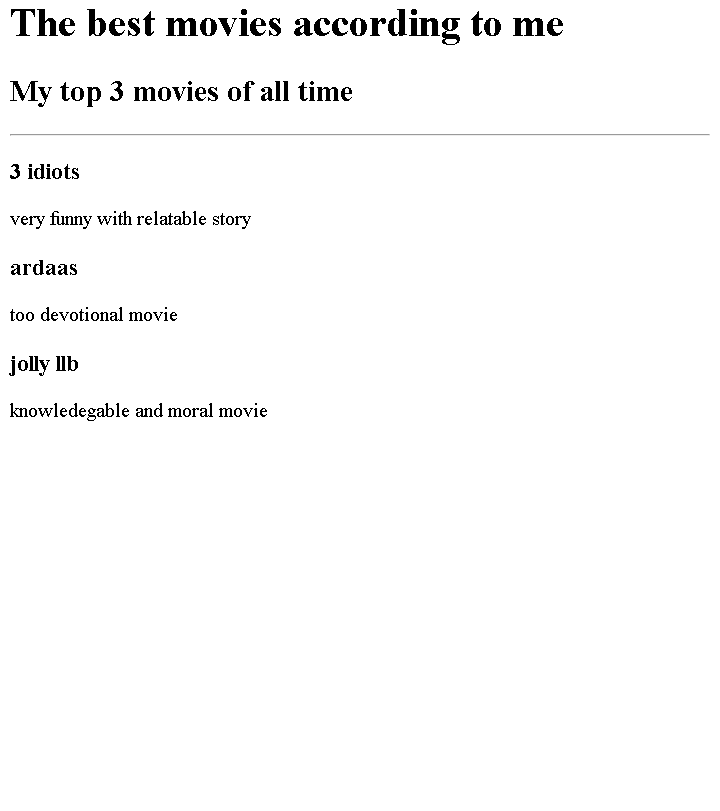 The best movies according to me
My top 3 movies of all time
3 idiots
very funny with relatable story
ardaas
too devotional movie
jolly llb
knowledegable and moral movie